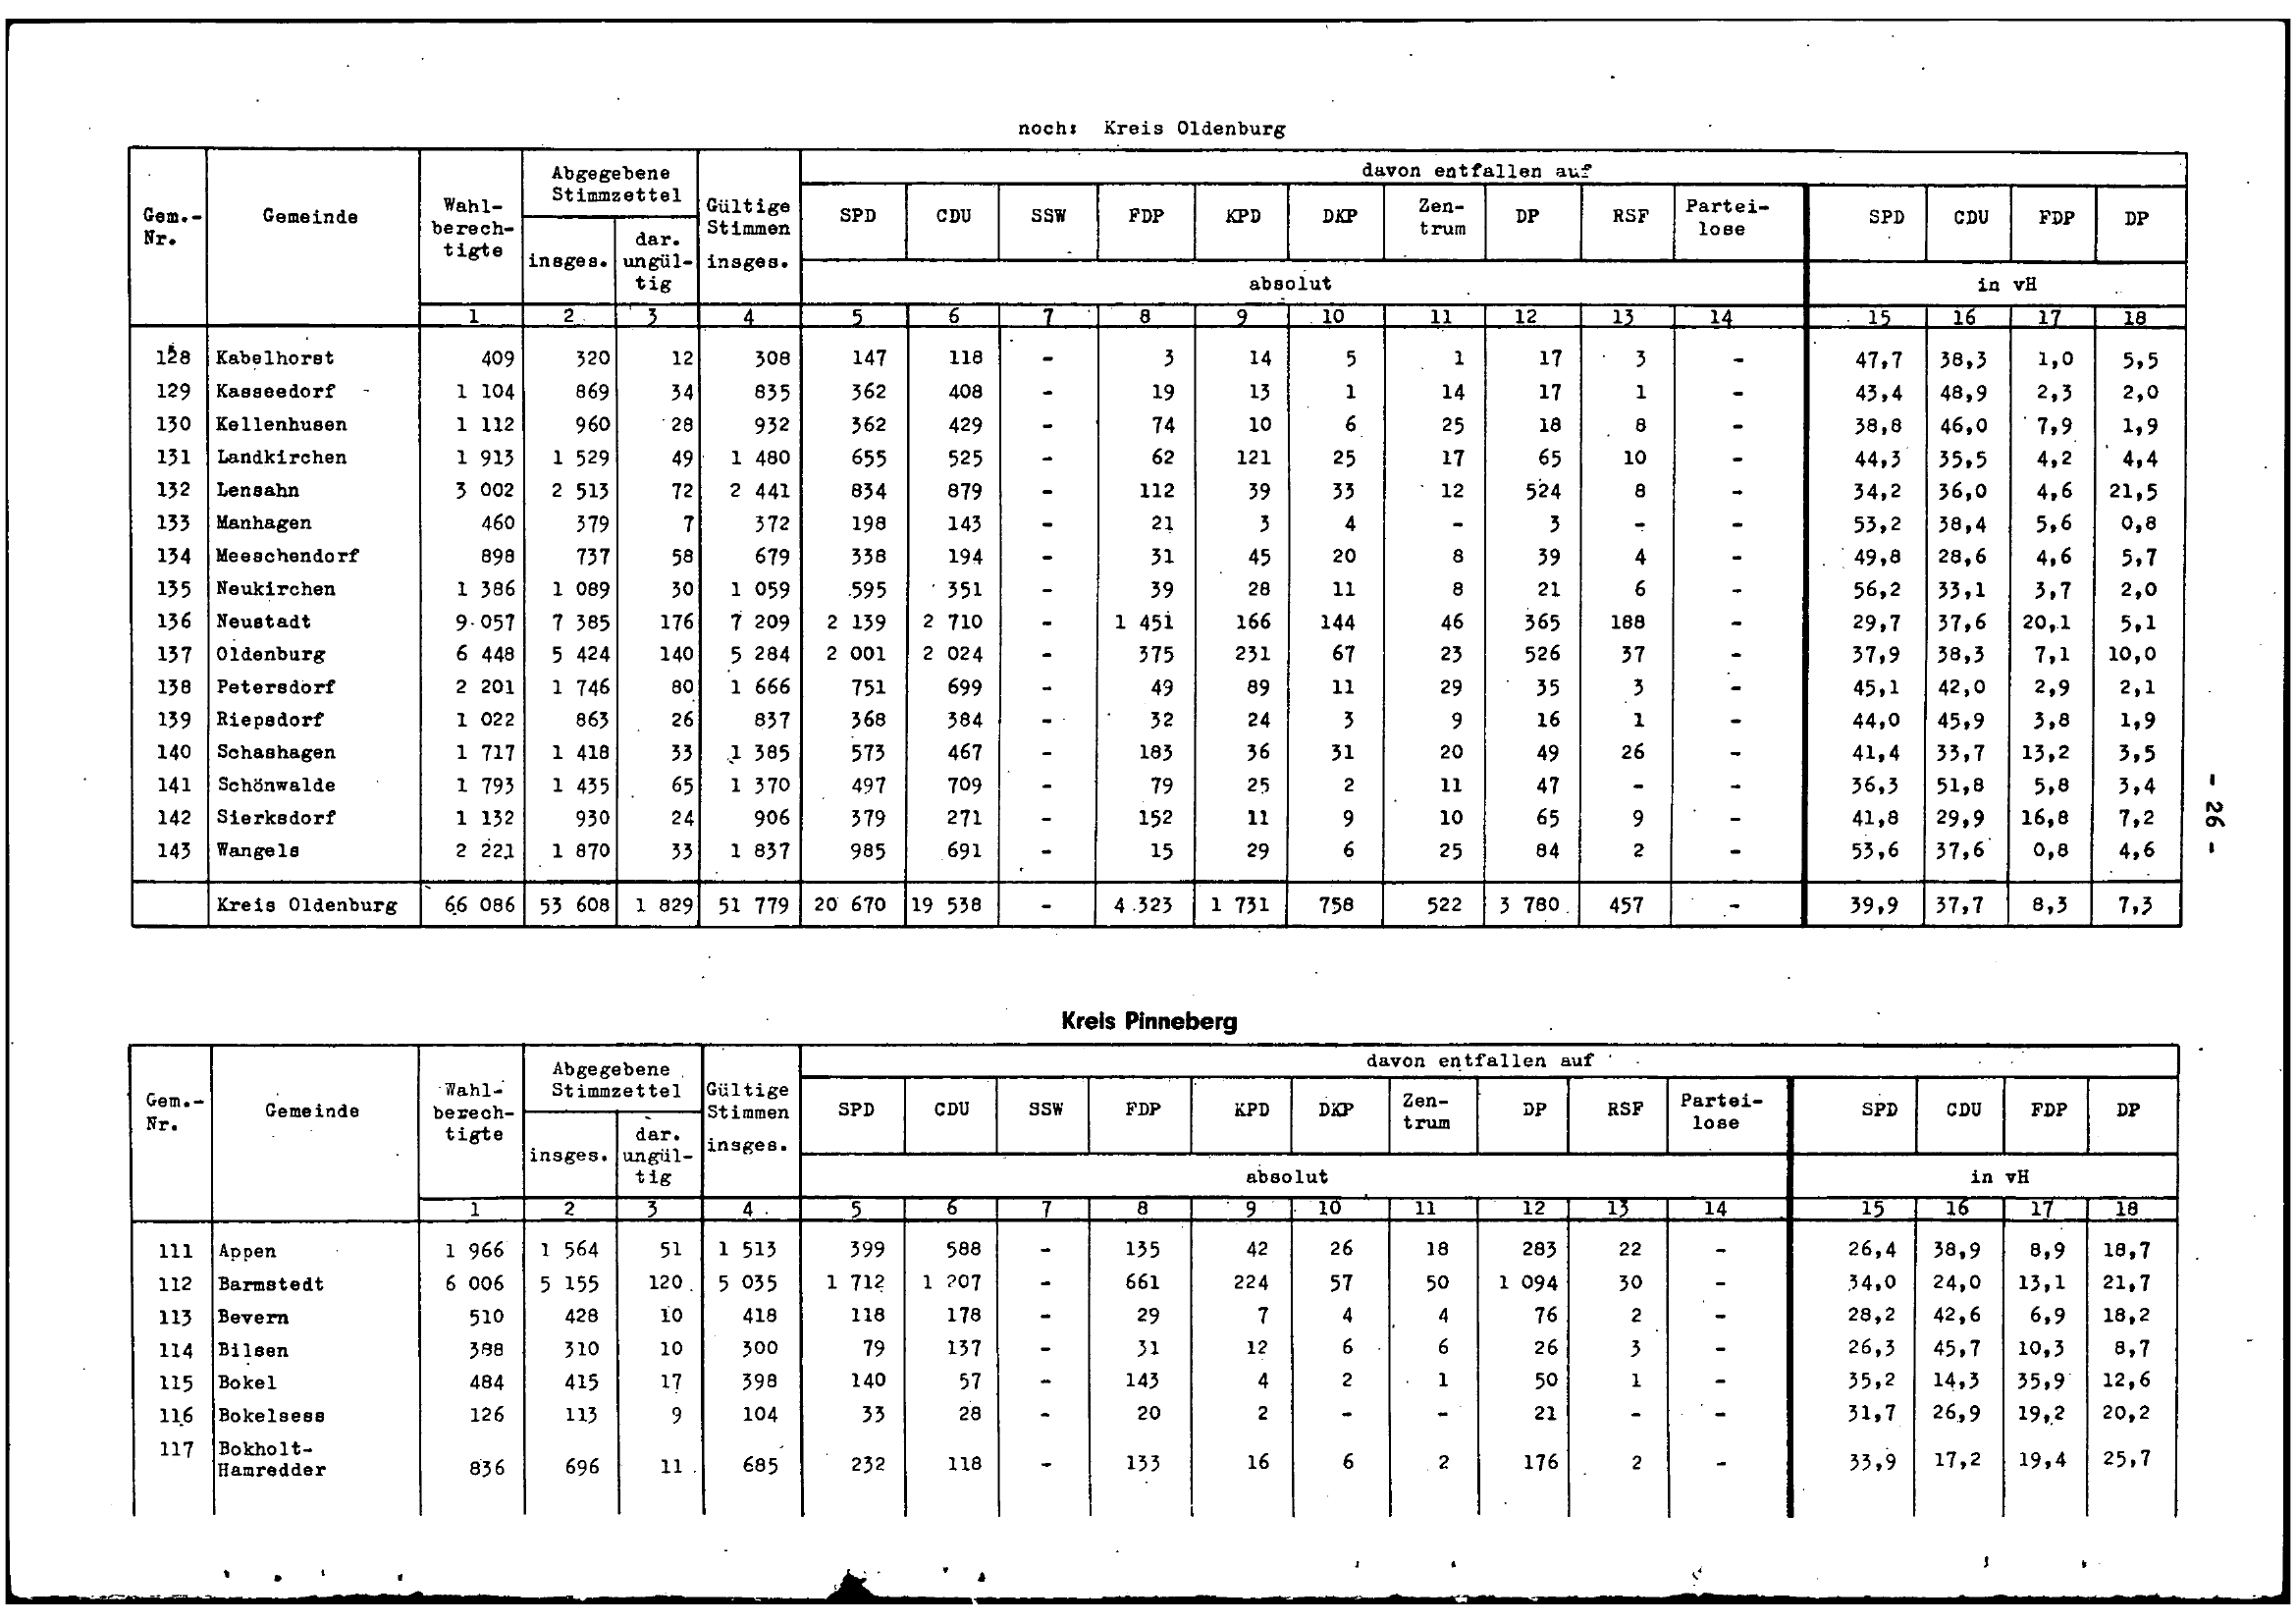 noch: Kreis Oldenburg
Gem.-Nr. Gemeinde Wahl-berech-tigte Abgegebene Stimmzettel insges. dar. ungül-tig Gültige Stimmen insges. davon entfallen auf
SPD CDU SSW FDP KPD DKP Zen-trum DP RSF Partei-lose SPD CDU FDP DP
absolut in vH
1 2 3 4 5 6 7 8 9 10 11 12 13 14 15 16 17 18
128 Kabelhorst 409 320 12 308 147 118 - 3 14 5 1 17 3 - 47,7 38,3 1,0 5,5
129 Kasseedorf 1 104 869 34 835 362 408 - 19 13 1 14 17 1 - 43,4 48,9 2,3 2,0
130 Kellenhusen 1 112 960 28 932 362 429 - 74 10 6 25 18 8 - 38,8 46,0 7,9 1,9
131 Landkirchen 1 913 1 529 49 1 480 655 525 - 62 121 25 17 65 10 - 44,3 35,5 4,2 4,4
132 Lensahn 3 002 2 513 72 2 441 834 879 - 112 39 33 12 524 8 - 34,2 36,0 4,6 21,5
133 Manhagen 460 379 7 372 198 143 - 21 3 4 - 3 - - 53,2 38,4 5,6 0,8
134 Meeschendorf 898 737 58 679 338 194 - 31 45 20 8 39 4 - 49,8 28,6 4,6 5,7
135 Neukirchen 1 386 1 089 30 1 059 595 351 - 39 28 11 8 21 6 - 56,2 33,1 3,7 2,0
136 Neustadt 9 057 7 385 176 7 209 2 139 2 710 - 1 451 166 144 46 365 188 - 29,7 37,6 20,1 5,1
137 Oldenburg 6 448 5 424 140 5 284 2 001 2 024 - 375 231 67 23 526 37 - 37,9 38,3 7,1 10,0
138 Petersdorf 2 201 1 746 80 1 666 751 699 - 49 89 11 29 35 3 - 45,1 42,0 2,9 2,1
139 Riepsdorf 1 022 863 26 837 368 384 - 32 24 3 9 16 1 - 44,0 45,9 3,8 1,9
140 Schashagen 1 717 1 418 33 1 385 573 467 - 183 36 31 20 49 26 - 41,4 33,7 13,2 3,5
141 Schönwalde 1 793 1 435 65 1 370 497 709 - 79 25 2 11 47 - - 36,3 51,8 5,8 3,4
142 Sierksdorf 1 132 930 24 906 379 271 - 152 11 9 10 65 9 - 41,8 29,9 16,8 7,2
143 Wangels 2 221 1 870 33 1 837 985 691 - 15 29 6 25 84 2 - 53,6 37,6 0,8 4,6
Kreis Oldenburg 66 086 53 608 1 829 51 779 20 670 19 538 - 4 323 1 731 758 522 3 780 457 - 39,9 37,7 8,3 7,3
- 26 -
Kreis Pinneberg
Gem.-Nr. Gemeinde Wahl-berech-tigte Abgegebene Stimmzettel insges. dar. ungül-tig Gültige Stimmen insges. davon entfallen auf
SPD CDU SSW FDP KPD DKP Zen-trum DP RSF Partei-lose SPD CDU FDP DP
absolut in vH
1 2 3 4 5 6 7 8 9 10 11 12 13 14 15 16 17 18
111 Appen 1 966 1 564 51 1 513 399 588 - 135 42 26 18 283 22 - 26,4 38,9 8,9 18,7
112 Barmstedt 6 006 5 155 120 5 035 1 712 1 207 - 661 224 57 50 1 094 30 - 34,0 24,0 13,1 21,7
113 Bevern 510 428 10 418 118 178 - 29 7 4 4 76 2 - 28,2 42,6 6,9 18,2
114 Bilsen 388 310 10 300 79 137 - 31 12 6 6 26 3 - 26,3 45,7 10,3 8,7
115 Bokel 484 415 17 398 140 57 - 143 4 2 1 50 1 - 35,2 14,3 35,9 12,6
116 Bokelsess 126 113 9 104 33 28 - 20 2 - - 21 - - 31,7 26,9 19,2 20,2
117 Bokholt-
Hamredder 836 696 11 685 232 118 - 133 16 6 2 176 2 - 33,9 17,2 19,4 25,7